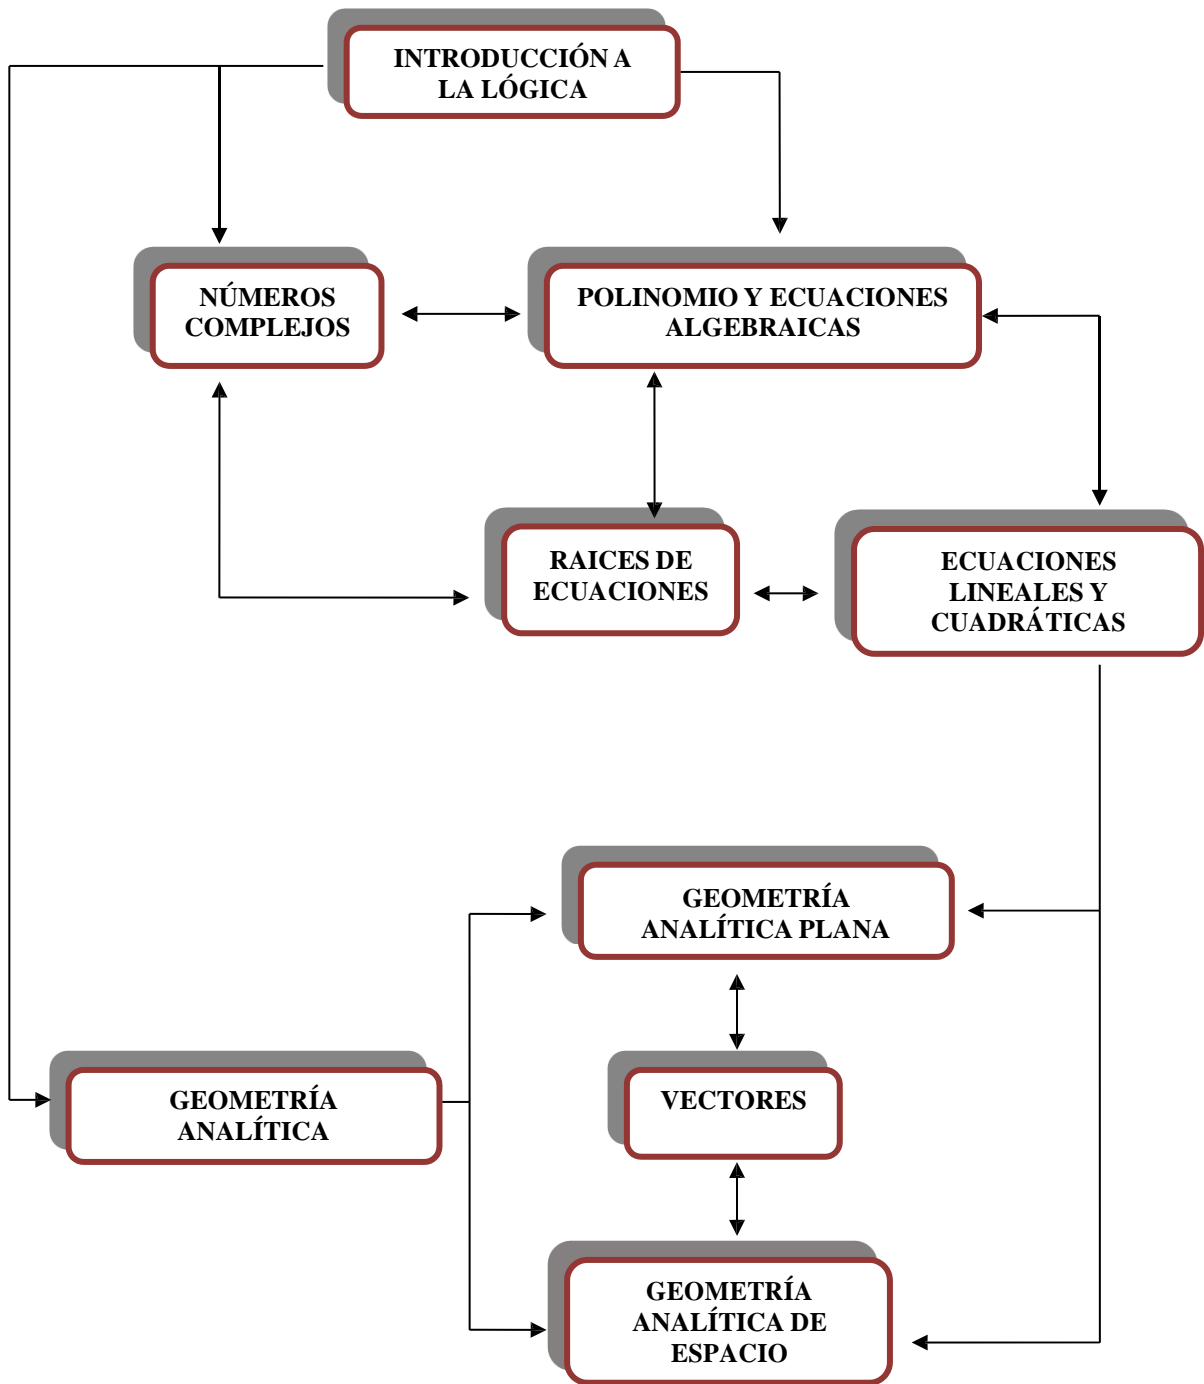 INTRODUCCIÓN A
LA LÓGICA
NÚMEROS
COMPLEJOS
POLINOMIO Y ECUACIONES
ALGEBRAICAS
RAICES DE
ECUACIONES
ECUACIONES
LINEALES Y
CUADRÁTICAS
GEOMETRÍA
ANALÍTICA PLANA
GEOMETRÍA
ANALÍTICA
VECTORES
GEOMETRÍA
ANALÍTICA DE
ESPACIO